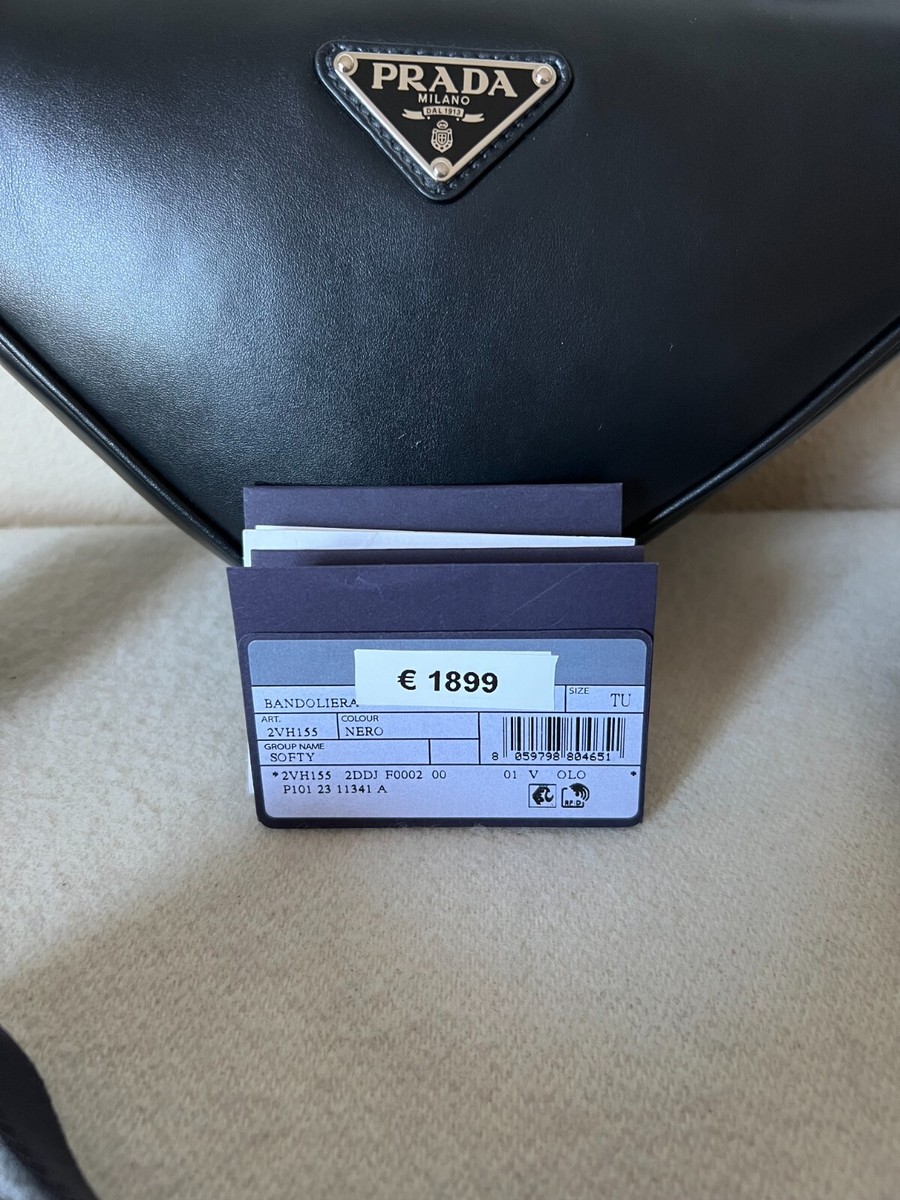 PRADA
MILANO
DAL 1913
€ 1899
BANDOLIERA
SIZE
TU
ART.
2VH155
COLOUR
NERO
GROUP NAME
SOFTY
8 059798 804651
*2VH155 2DDJ F0002 00 01 V OLO *
P101 23 11341 A
RFID